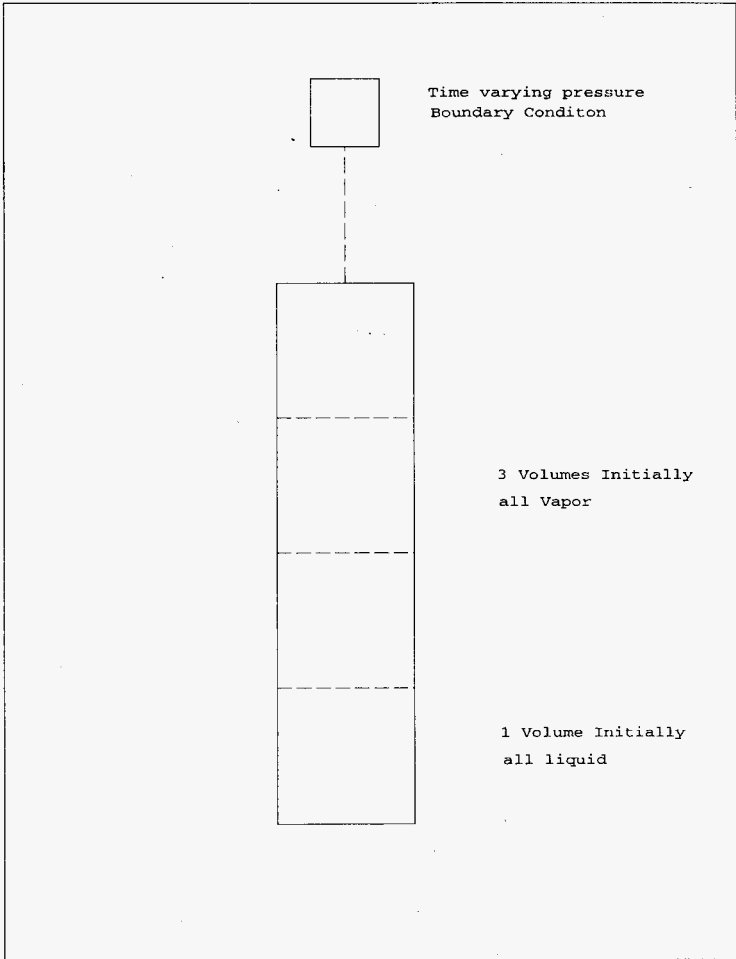 Time varying pressure
Boundary Conditon
3 Volumes Initially
all Vapor
1 Volume Initially
all liquid